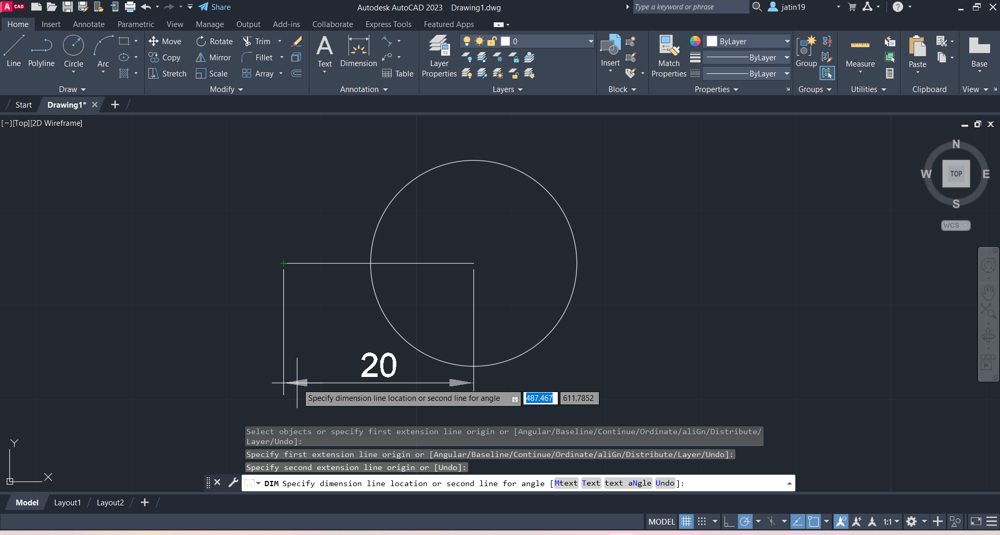 A CAD
Share
Autodesk AutoCAD 2023 Drawing1.dwg
Type a keyword or phrase
jatin19
?
Home Insert Annotate Parametric View Manage Output Add-ins Collaborate Express Tools Featured Apps
Line Polyline Circle Arc
Move Rotate Trim
Copy Mirror Fillet
Stretch Scale Array
A
Text Dimension
Table
Layer
Properties
0
Insert
Match
Properties
ByLayer
ByLayer
ByLayer
Group
Measure
Paste
Base
Draw Modify Annotation Layers Block Properties Groups Utilities Clipboard View
Start Drawing1* +
[−][Top][2D Wireframe]
N
W TOP E
S
WCS
20
Specify dimension line location or second line for angle 487.467 611.7852
Select objects or specify first extension line origin or [Angular/Baseline/Continue/Ordinate/aliGn/Distribute/
Layer/Undo]:
Specify first extension line origin or [Angular/Baseline/Continue/Ordinate/aliGn/Distribute/Layer/Undo]:
Specify second extension line origin or [Undo]:
DIM Specify dimension line location or second line for angle [Mtext Text text aNgle Undo]:
Y
X
Model Layout1 Layout2 +
MODEL 1:1